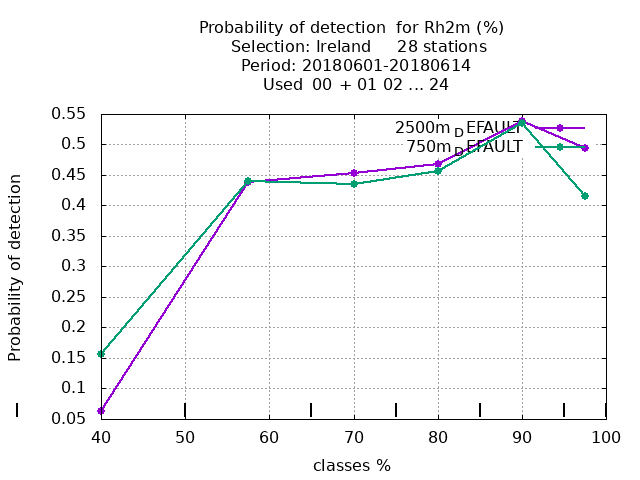 Probability of detection for Rh2m (%)
Selection: Ireland 28 stations
Period: 20180601-20180614
Used 00 + 01 02 ... 24
2500m_DEFAULT
750m_DEFAULT
0.55
0.5
0.45
0.4
0.35
0.3
0.25
0.2
0.15
0.1
0.05
Probability of detection
40 50 60 70 80 90 100
classes %